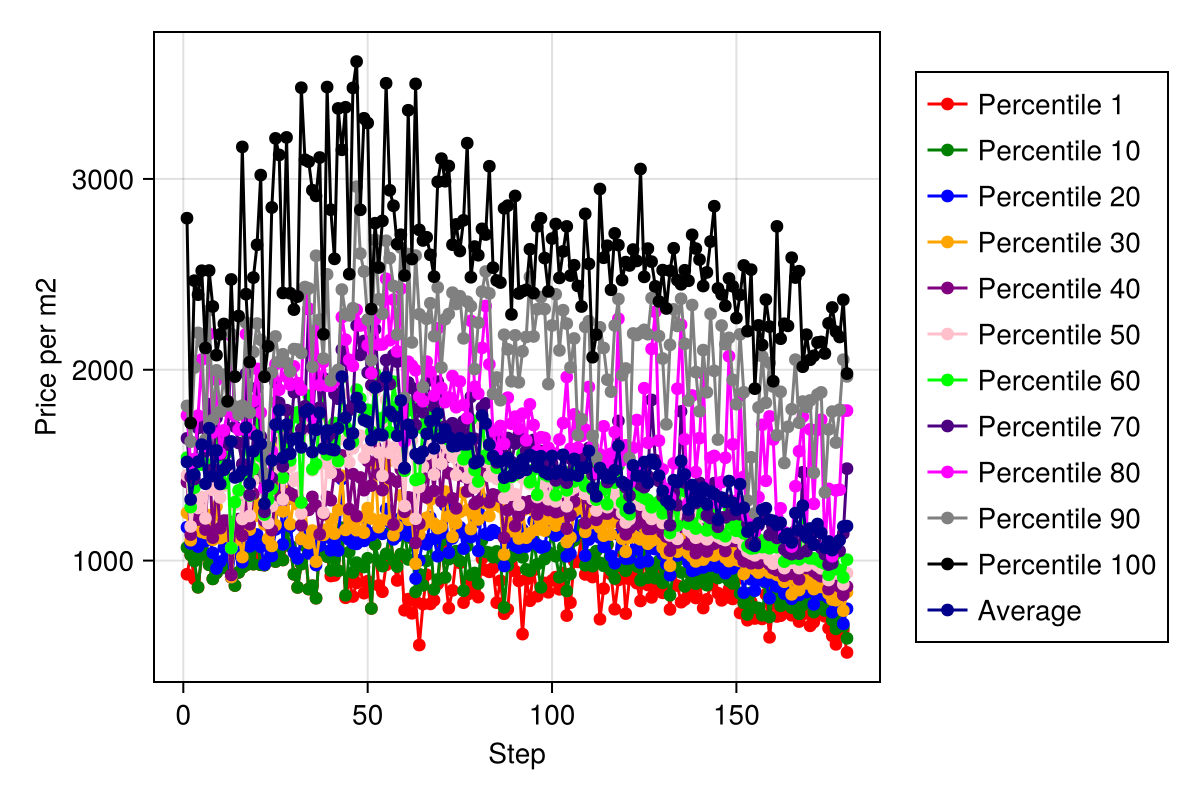 3000
2000
1000
Price per m2
0
50
100
150
Step
Percentile 1
Percentile 10
Percentile 20
Percentile 30
Percentile 40
Percentile 50
Percentile 60
Percentile 70
Percentile 80
Percentile 90
Percentile 100
Average